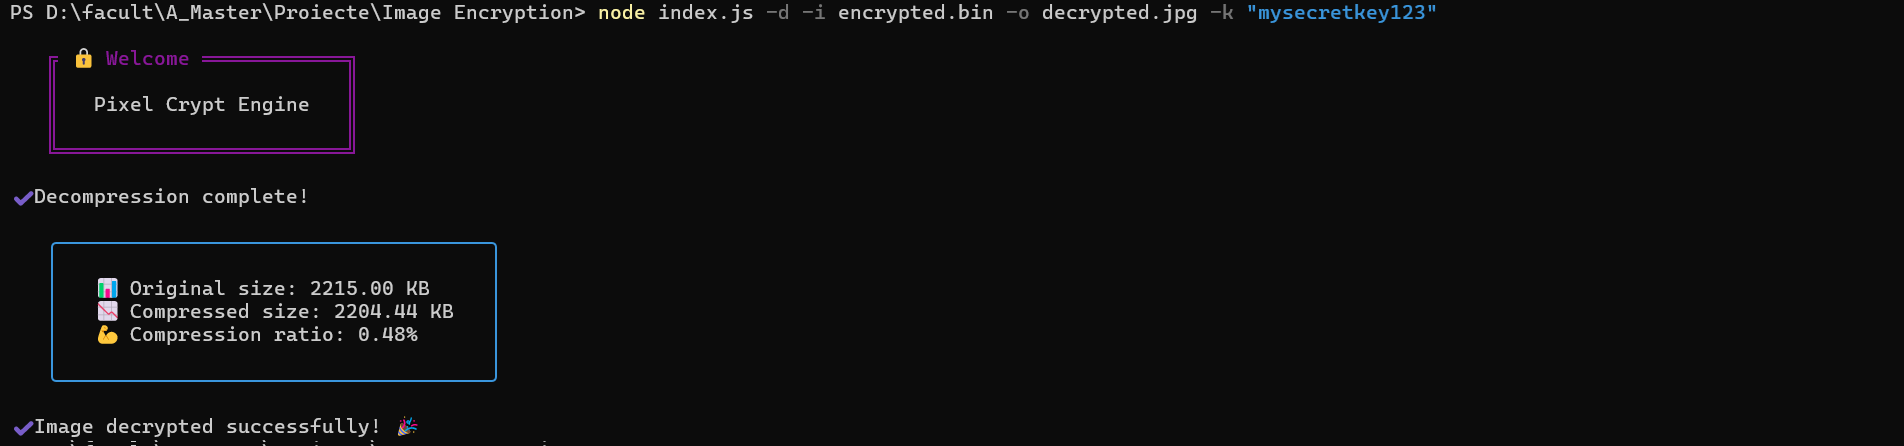 PS D:\facult\A_Master\Proiecte\Image Encryption> node index.js -d -i encrypted.bin -o decrypted.jpg -k "mysecretkey123"
Welcome
Pixel Crypt Engine
Decompression complete!
Original size: 2215.00 KB
Compressed size: 2204.44 KB
Compression ratio: 0.48%
Image decrypted successfully!